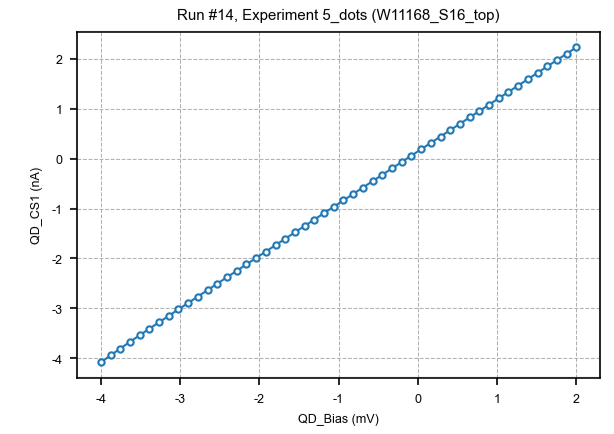 Run #14, Experiment 5_dots (W11168_S16_top)
QD_CS1 (nA)
2
1
0
-1
-2
-3
-4
-4 -3 -2 -1 0 1 2
QD_Bias (mV)